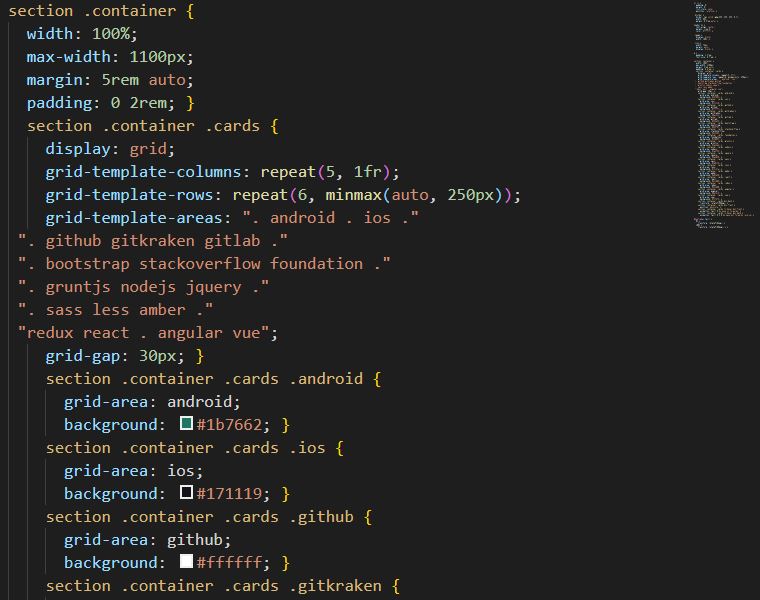 section .container {
  width: 100%;
  max-width: 1100px;
  margin: 5rem auto;
  padding: 0 2rem; }
  section .container .cards {
    display: grid;
    grid-template-columns: repeat(5, 1fr);
    grid-template-rows: repeat(6, minmax(auto, 250px));
    grid-template-areas: ". android . ios ."
 ". github gitkraken gitlab ."
 ". bootstrap stackoverflow foundation ."
 ". gruntjs nodejs jquery ."
 ". sass less amber ."
 "redux react . angular vue";
    grid-gap: 30px; }
    section .container .cards .android {
      grid-area: android;
      background: #1b7662; }
    section .container .cards .ios {
      grid-area: ios;
      background: #171119; }
    section .container .cards .github {
      grid-area: github;
      background: #ffffff; }
    section .container .cards .gitkraken {